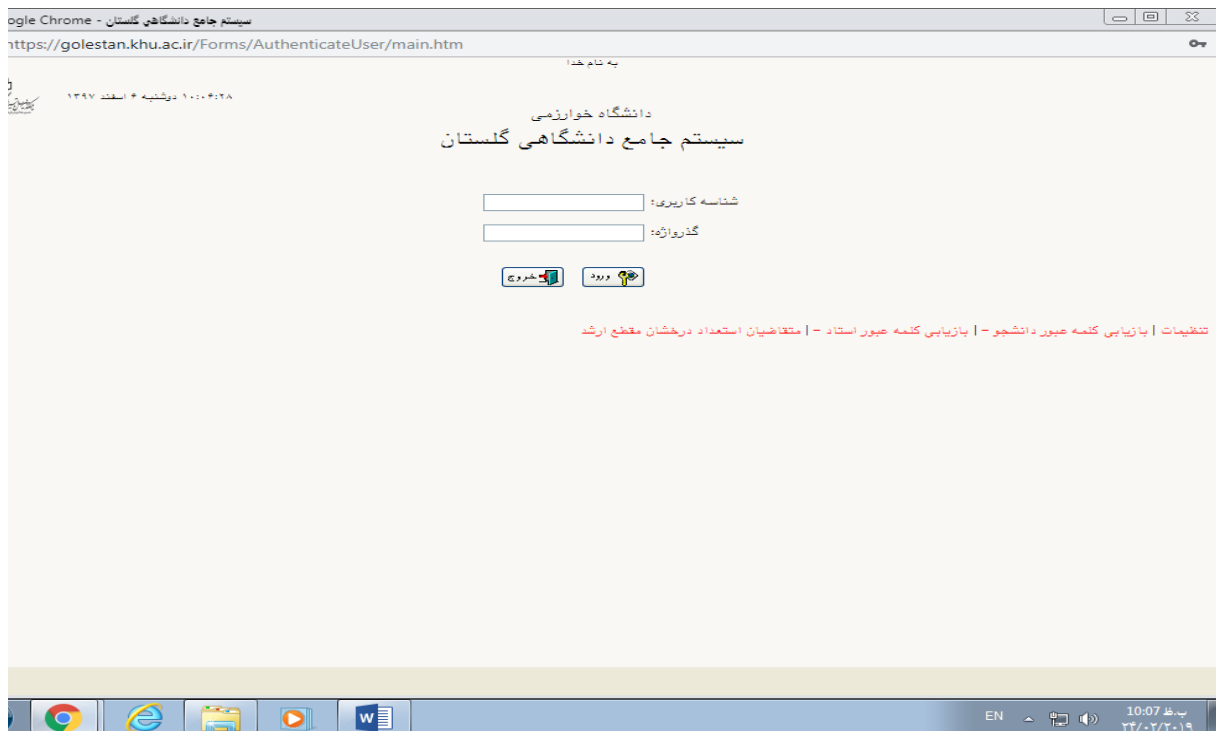 سیستم جامع دانشگاهی گلستان - ogle Chrome
https://golestan.khu.ac.ir/Forms/AuthenticateUser/main.htm
به نام خدا
۱۰:۰۶:۲۸ دوشنبه ۶ اسفند ۱۳۹۷
دانشگاه خوارزمی
سیستم جامع دانشگاهی گلستان
شناسه کاربری:
گذرواژه:
ورود
خروج
تنظیمات | بازیابی کلمه عبور دانشجو - | بازیابی کلمه عبور استاد - | متقاضیان استعداد درخشان مقطع ارشد
EN
10:07 ب.ظ
۲۴/۰۲/۲۰۱۹